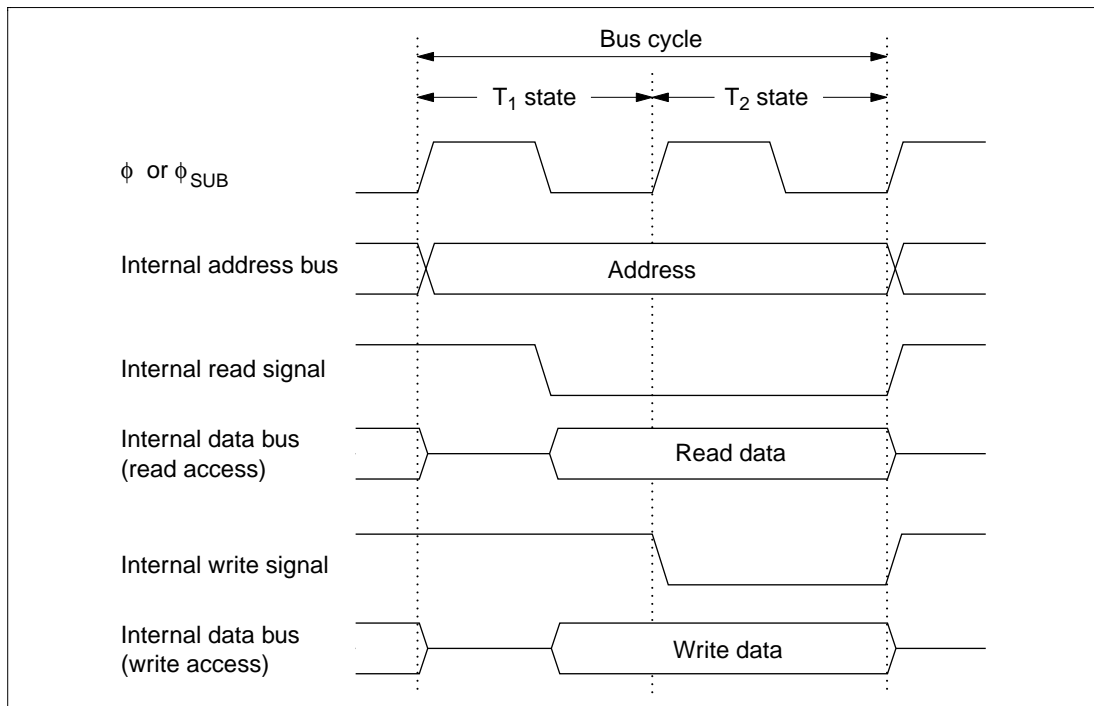 Bus cycle
T₁ state
T₂ state
ϕ or ϕSUB
Internal address bus
Address
Internal read signal
Internal data bus
(read access)
Read data
Internal write signal
Internal data bus
(write access)
Write data